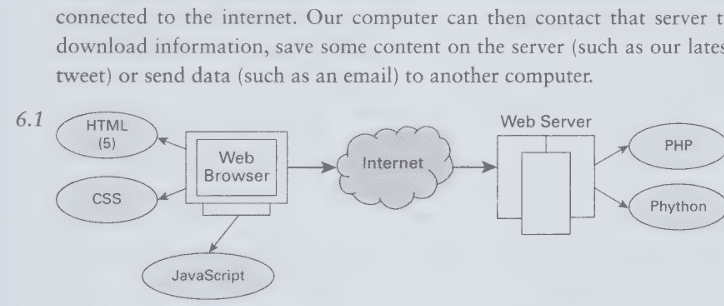 connected to the internet. Our computer can then contact that server t
download information, save some content on the server (such as our lates
tweet) or send data (such as an email) to another computer.
6.1
HTML
(5)
CSS
JavaScript
Web
Browser
Internet
Web Server
PHP
Phython